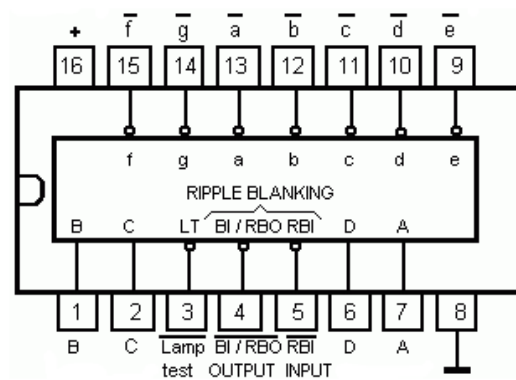 + f g a b c d e
16 15 14 13 12 11 10 9
f g a b c d e
RIPPLE BLANKING
B C LT BI / RBO RBI D A
1 2 3 4 5 6 7 8
B C Lamp BI / RBO RBI D A
test OUTPUT INPUT